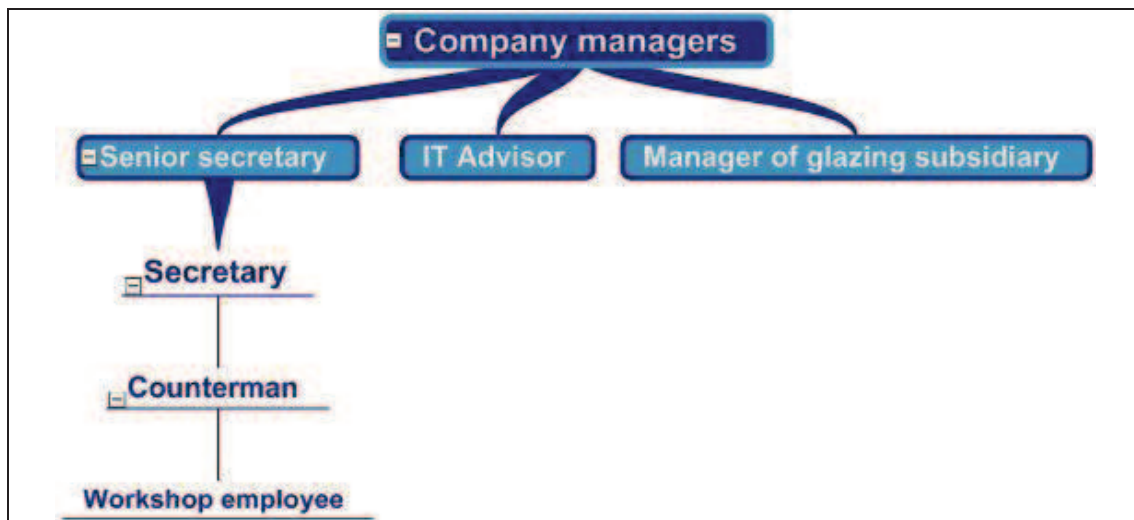 Company managers
Senior secretary
IT Advisor
Manager of glazing subsidiary
Secretary
Counterman
Workshop employee